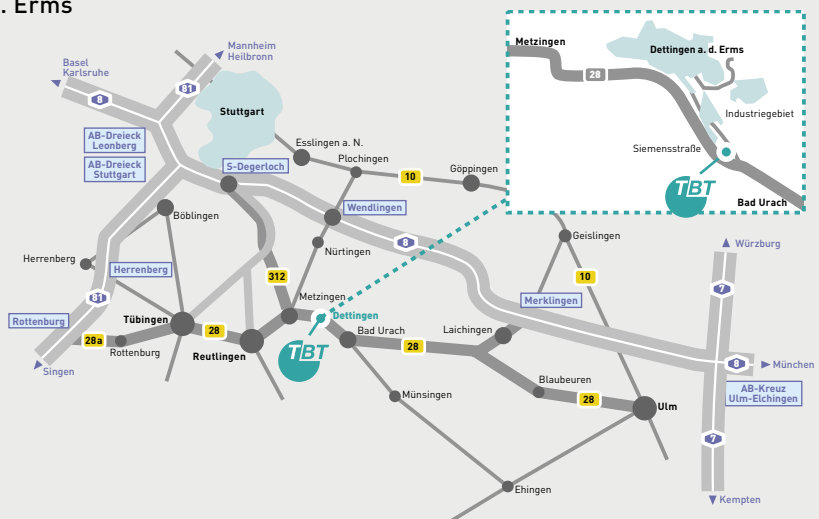 . Erms
Mannheim
Heilbronn
Basel
Karlsruhe
81
8
Stuttgart
AB-Dreieck
Leonberg
AB-Dreieck
Stuttgart
S-Degerloch
Esslingen a. N.
Plochingen
10
Göppingen
Metzingen
Dettingen a. d. Erms
28
Industriegebiet
Siemensstraße
TBT
Bad Urach
Böblingen
Wendlingen
8
Geislingen
Würzburg
Herrenberg
Herrenberg
Nürtingen
312
10
7
81
Metzingen
Merklingen
Rottenburg
Tübingen
28
Dettingen
28a
Rottenburg
Reutlingen
TBT
Bad Urach
28
Laichingen
8
München
Singen
Blaubeuren
AB-Kreuz
Ulm-Elchingen
Münsingen
28
Ulm
7
Ehingen
Kempten